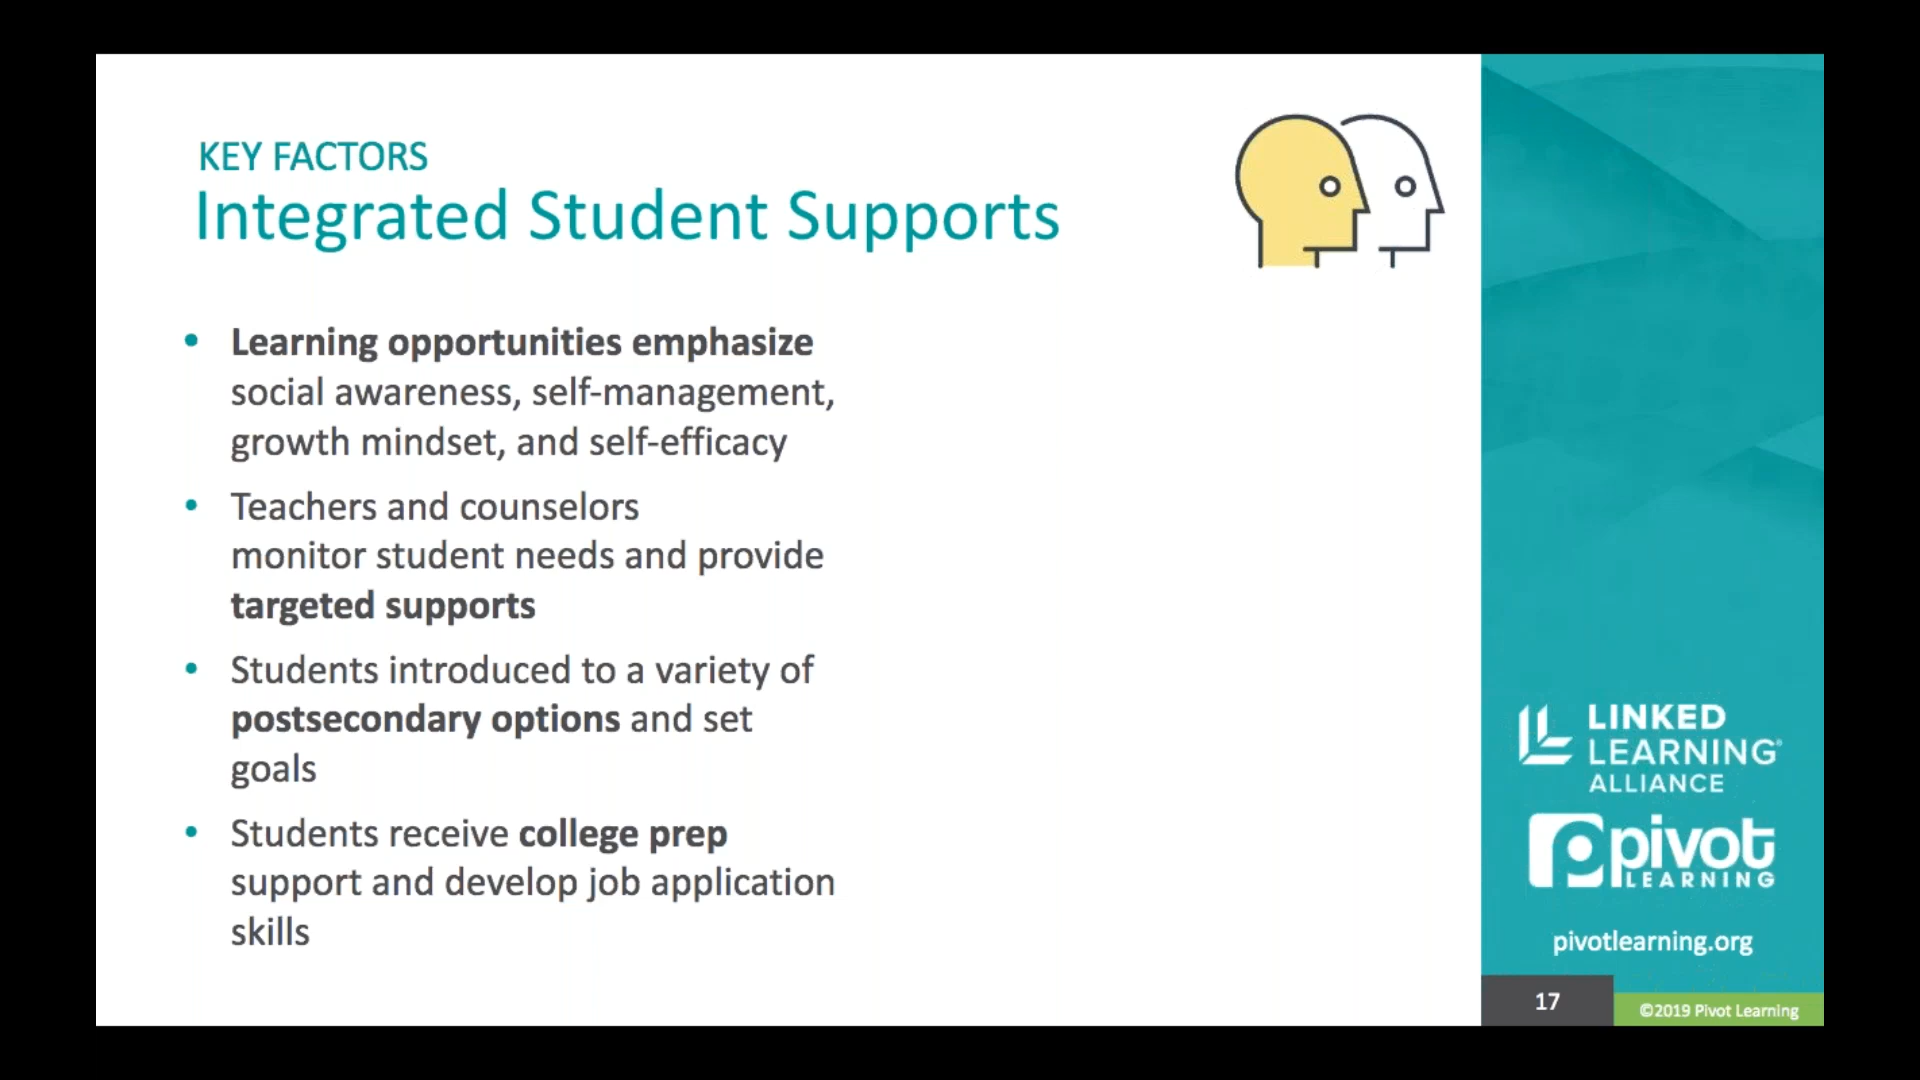 KEY FACTORS
Integrated Student Supports
• Learning opportunities emphasize
social awareness, self-management,
growth mindset, and self-efficacy
• Teachers and counselors
monitor student needs and provide
targeted supports
• Students introduced to a variety of
postsecondary options and set
goals
• Students receive college prep
support and develop job application
skills
LINKED
LEARNING®
ALLIANCE
pivot
LEARNING
pivotlearning.org
17
©2019 Pivot Learning